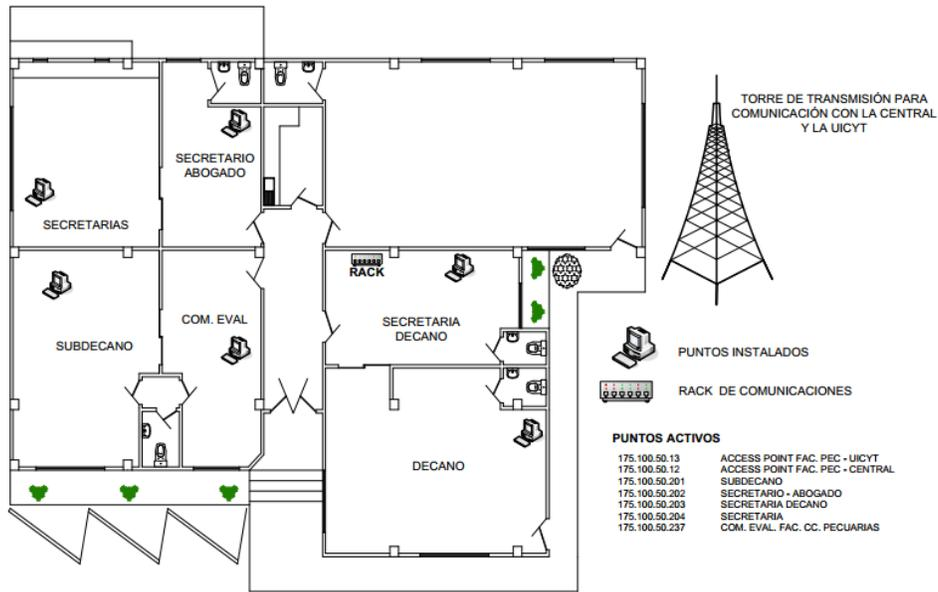 TORRE DE TRANSMISIÓN PARA
COMUNICACIÓN CON LA CENTRAL
Y LA UICYT
SECRETARIO
ABOGADO
SECRETARIAS
RACK
COM. EVAL
SECRETARIA
DECANO
SUBDECANO
DECANO
PUNTOS INSTALADOS
RACK DE COMUNICACIONES
PUNTOS ACTIVOS
175.100.50.13 ACCESS POINT FAC. PEC - UICYT
175.100.50.12 ACCESS POINT FAC. PEC - CENTRAL
175.100.50.201 SUBDECANO
175.100.50.202 SECRETARIO - ABOGADO
175.100.50.203 SECRETARIA DECANO
175.100.50.204 SECRETARIA
175.100.50.237 COM. EVAL. FAC. CC. PECUARIAS